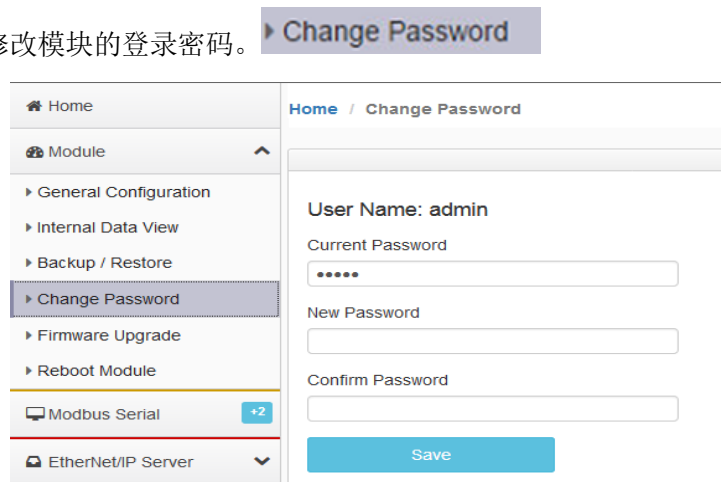 修改模块的登录密码。 Change Password
Home
Home / Change Password
Module
General Configuration
User Name: admin
Internal Data View
Current Password
Backup / Restore
•••••
Change Password
New Password
Firmware Upgrade
Reboot Module
Confirm Password
Modbus Serial +2
EtherNet/IP Server
Save